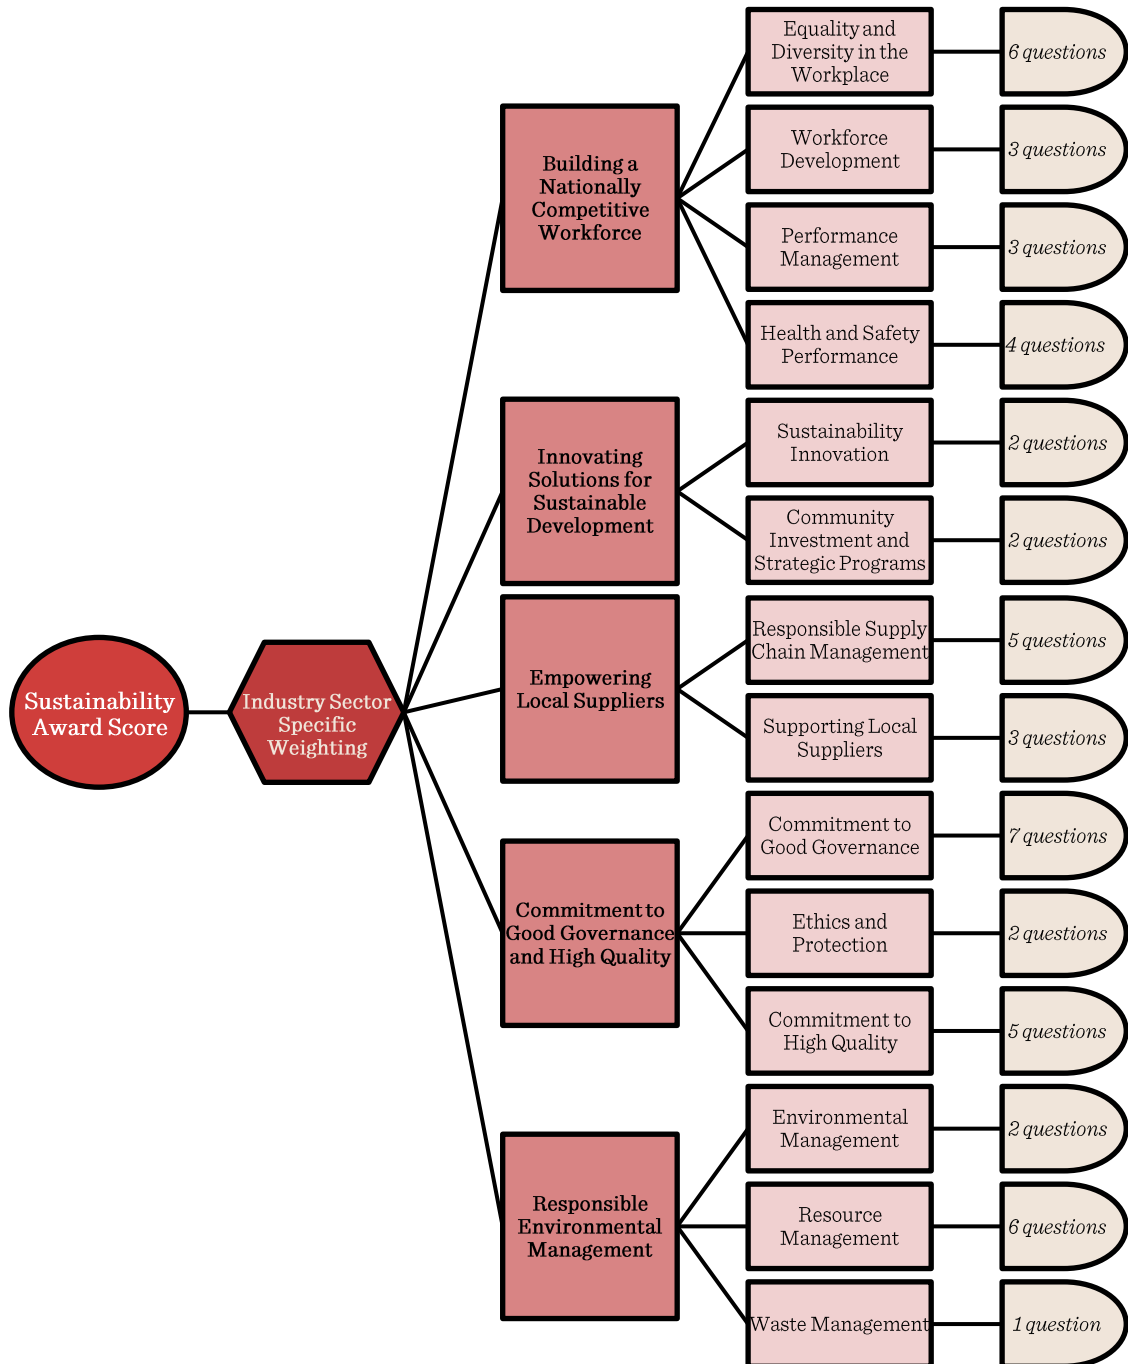 Sustainability
Award Score
Industry Sector
Specific
Weighting
Building a
Nationally
Competitive
Workforce
Equality and
Diversity in the
Workplace
6 questions
Workforce
Development
3 questions
Performance
Management
3 questions
Health and Safety
Performance
4 questions
Innovating
Solutions for
Sustainable
Development
Sustainability
Innovation
2 questions
Community
Investment and
Strategic Programs
2 questions
Empowering
Local Suppliers
Responsible Supply
Chain Management
5 questions
Supporting Local
Suppliers
3 questions
Commitment to
Good Governance
and High Quality
Commitment to
Good Governance
7 questions
Ethics and
Protection
2 questions
Commitment to
High Quality
5 questions
Responsible
Environmental
Management
Environmental
Management
2 questions
Resource
Management
6 questions
Waste Management
1 question